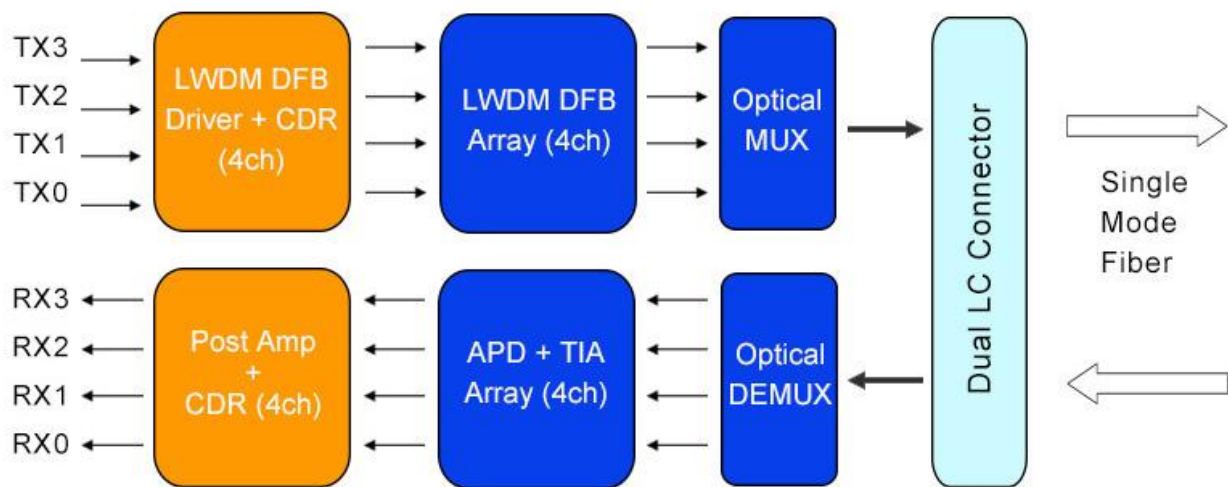 TX3
TX2
TX1
TX0
LWDM DFB
Driver + CDR
(4ch)
LWDM DFB
Array (4ch)
Optical
MUX
Dual LC Connector
Single
Mode
Fiber
RX3
RX2
RX1
RX0
Post Amp
+
CDR (4ch)
APD + TIA
Array (4ch)
Optical
DEMUX